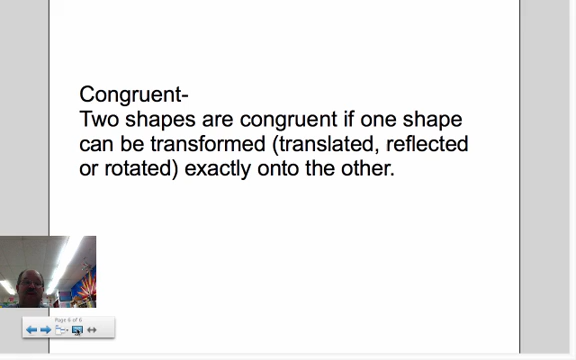 Congruent-
Two shapes are congruent if one shape
can be transformed (translated, reflected
or rotated) exactly onto the other.
Page 6 of 6